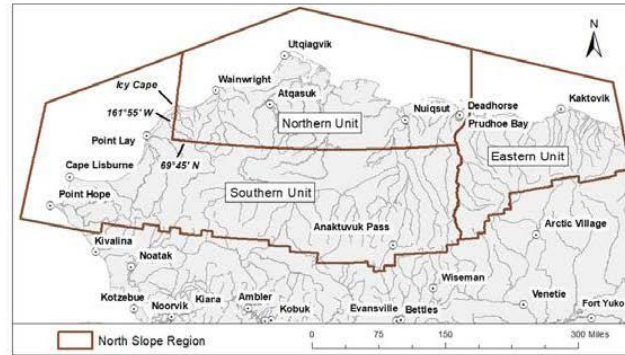 N
Utqiagvik
Icy Cape
Wainwright
Atqasuk
161°55' W
Nuiqsut
Deadhorse
Kaktovik
Prudhoe Bay
Northern Unit
Point Lay
69°45' N
Eastern Unit
Cape Lisburne
Southern Unit
Point Hope
Anaktuvuk Pass
Arctic Village
Kivalina
Noatak
Wiseman
Kotzebue
Noorvik
Kiara
Ambler
Kobuk
Evansville
Bettles
Venetie
Fort Yuko
North Slope Region
0 75 150 300 Miles